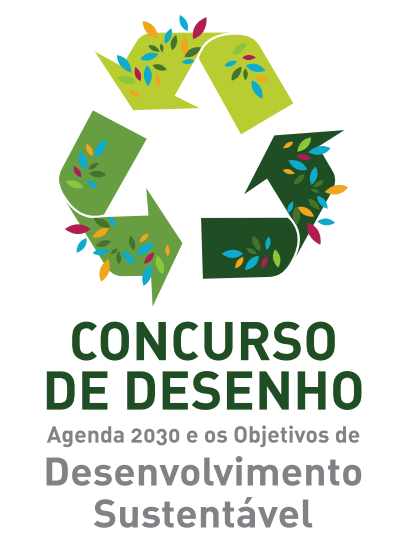 CONCURSO
DE DESENHO
Agenda 2030 e os Objetivos de
Desenvolvimento
Sustentável